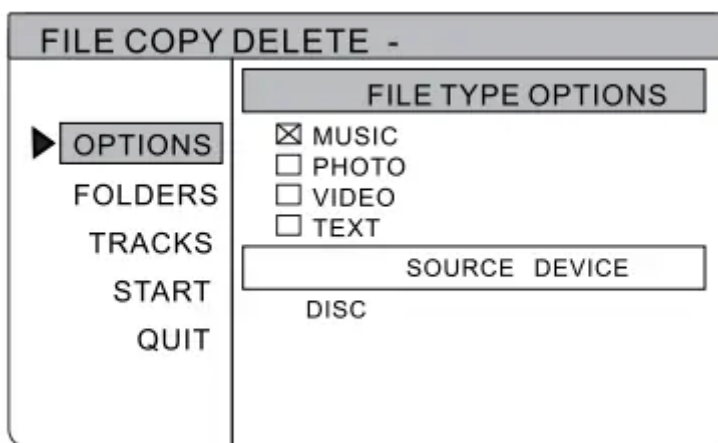 FILE COPY DELETE -
OPTIONS
FOLDERS
TRACKS
START
QUIT
FILE TYPE OPTIONS
MUSIC
PHOTO
VIDEO
TEXT
SOURCE DEVICE
DISC